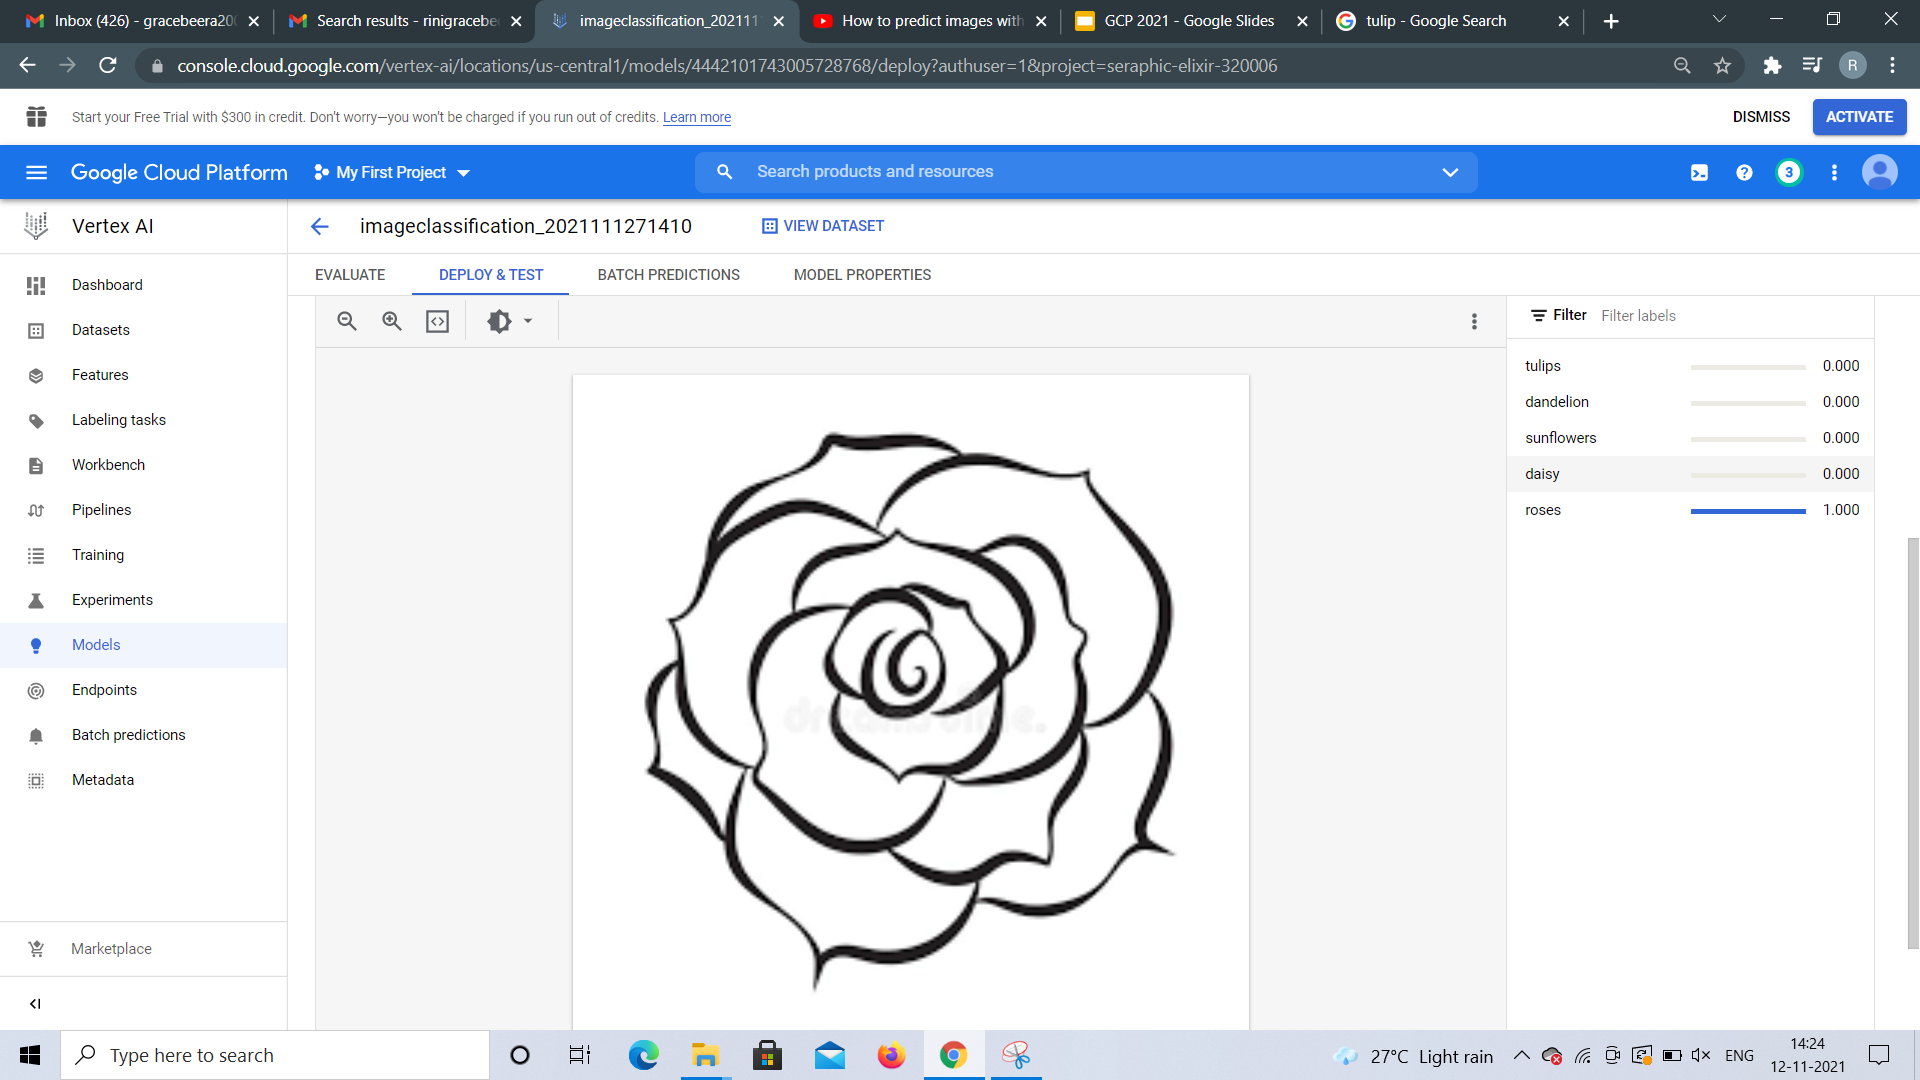 Inbox (426) - gracebeera20
Search results - rinigracebe
imageclassification_202111
How to predict images with
GCP 2021 - Google Slides
tulip - Google Search
console.cloud.google.com/vertex-ai/locations/us-central1/models/4442101743005728768/deploy?authuser=1&project=seraphic-elixir-320006
R
Start your Free Trial with $300 in credit. Don't worry—you won't be charged if you run out of credits. Learn more
DISMISS
ACTIVATE
Google Cloud Platform
My First Project
Search products and resources
3
Vertex AI
imageclassification_2021111271410
VIEW DATASET
EVALUATE
DEPLOY & TEST
BATCH PREDICTIONS
MODEL PROPERTIES
Dashboard
Datasets
Features
Labeling tasks
Workbench
Pipelines
Training
Experiments
Models
Endpoints
Batch predictions
Metadata
Marketplace
Filter Filter labels
tulips 0.000
dandelion 0.000
sunflowers 0.000
daisy 0.000
roses 1.000
Type here to search
27°C Light rain
ENG
14:24
12-11-2021